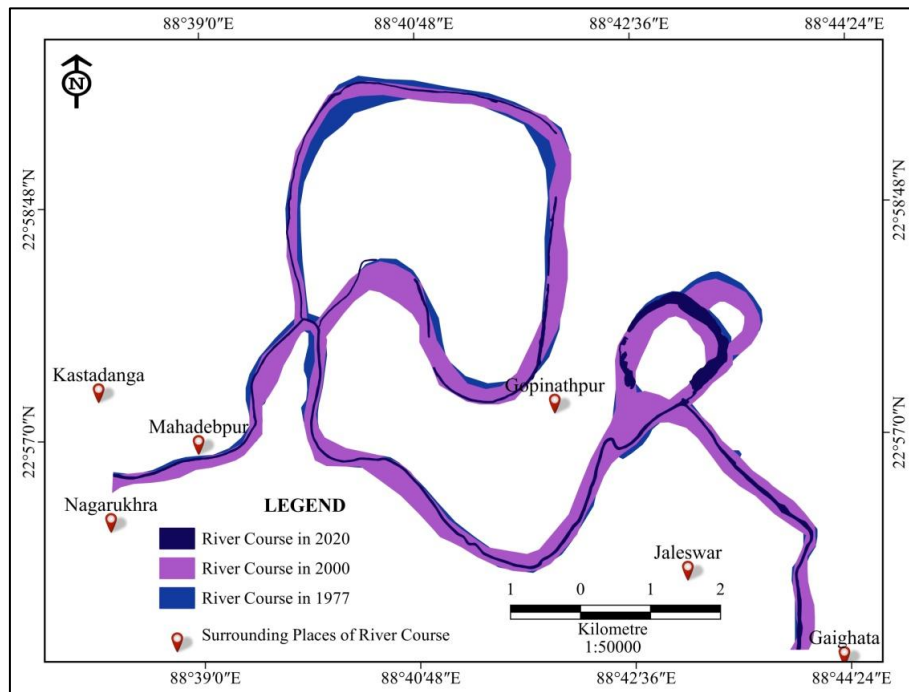 88°39'0"E 88°40'48"E 88°42'36"E 88°44'24"E
N
22°58'48"N 22°58'48"N
Kastadanga
Gopinathpur
Mahadebpur
22°57'0"N 22°57'0"N
Nagarukhra
LEGEND
River Course in 2020
River Course in 2000
River Course in 1977
Surrounding Places of River Course
Jaleswar
1 0 1 2
Kilometre
1:50000
Gaighata
88°39'0"E 88°40'48"E 88°42'36"E 88°44'24"E